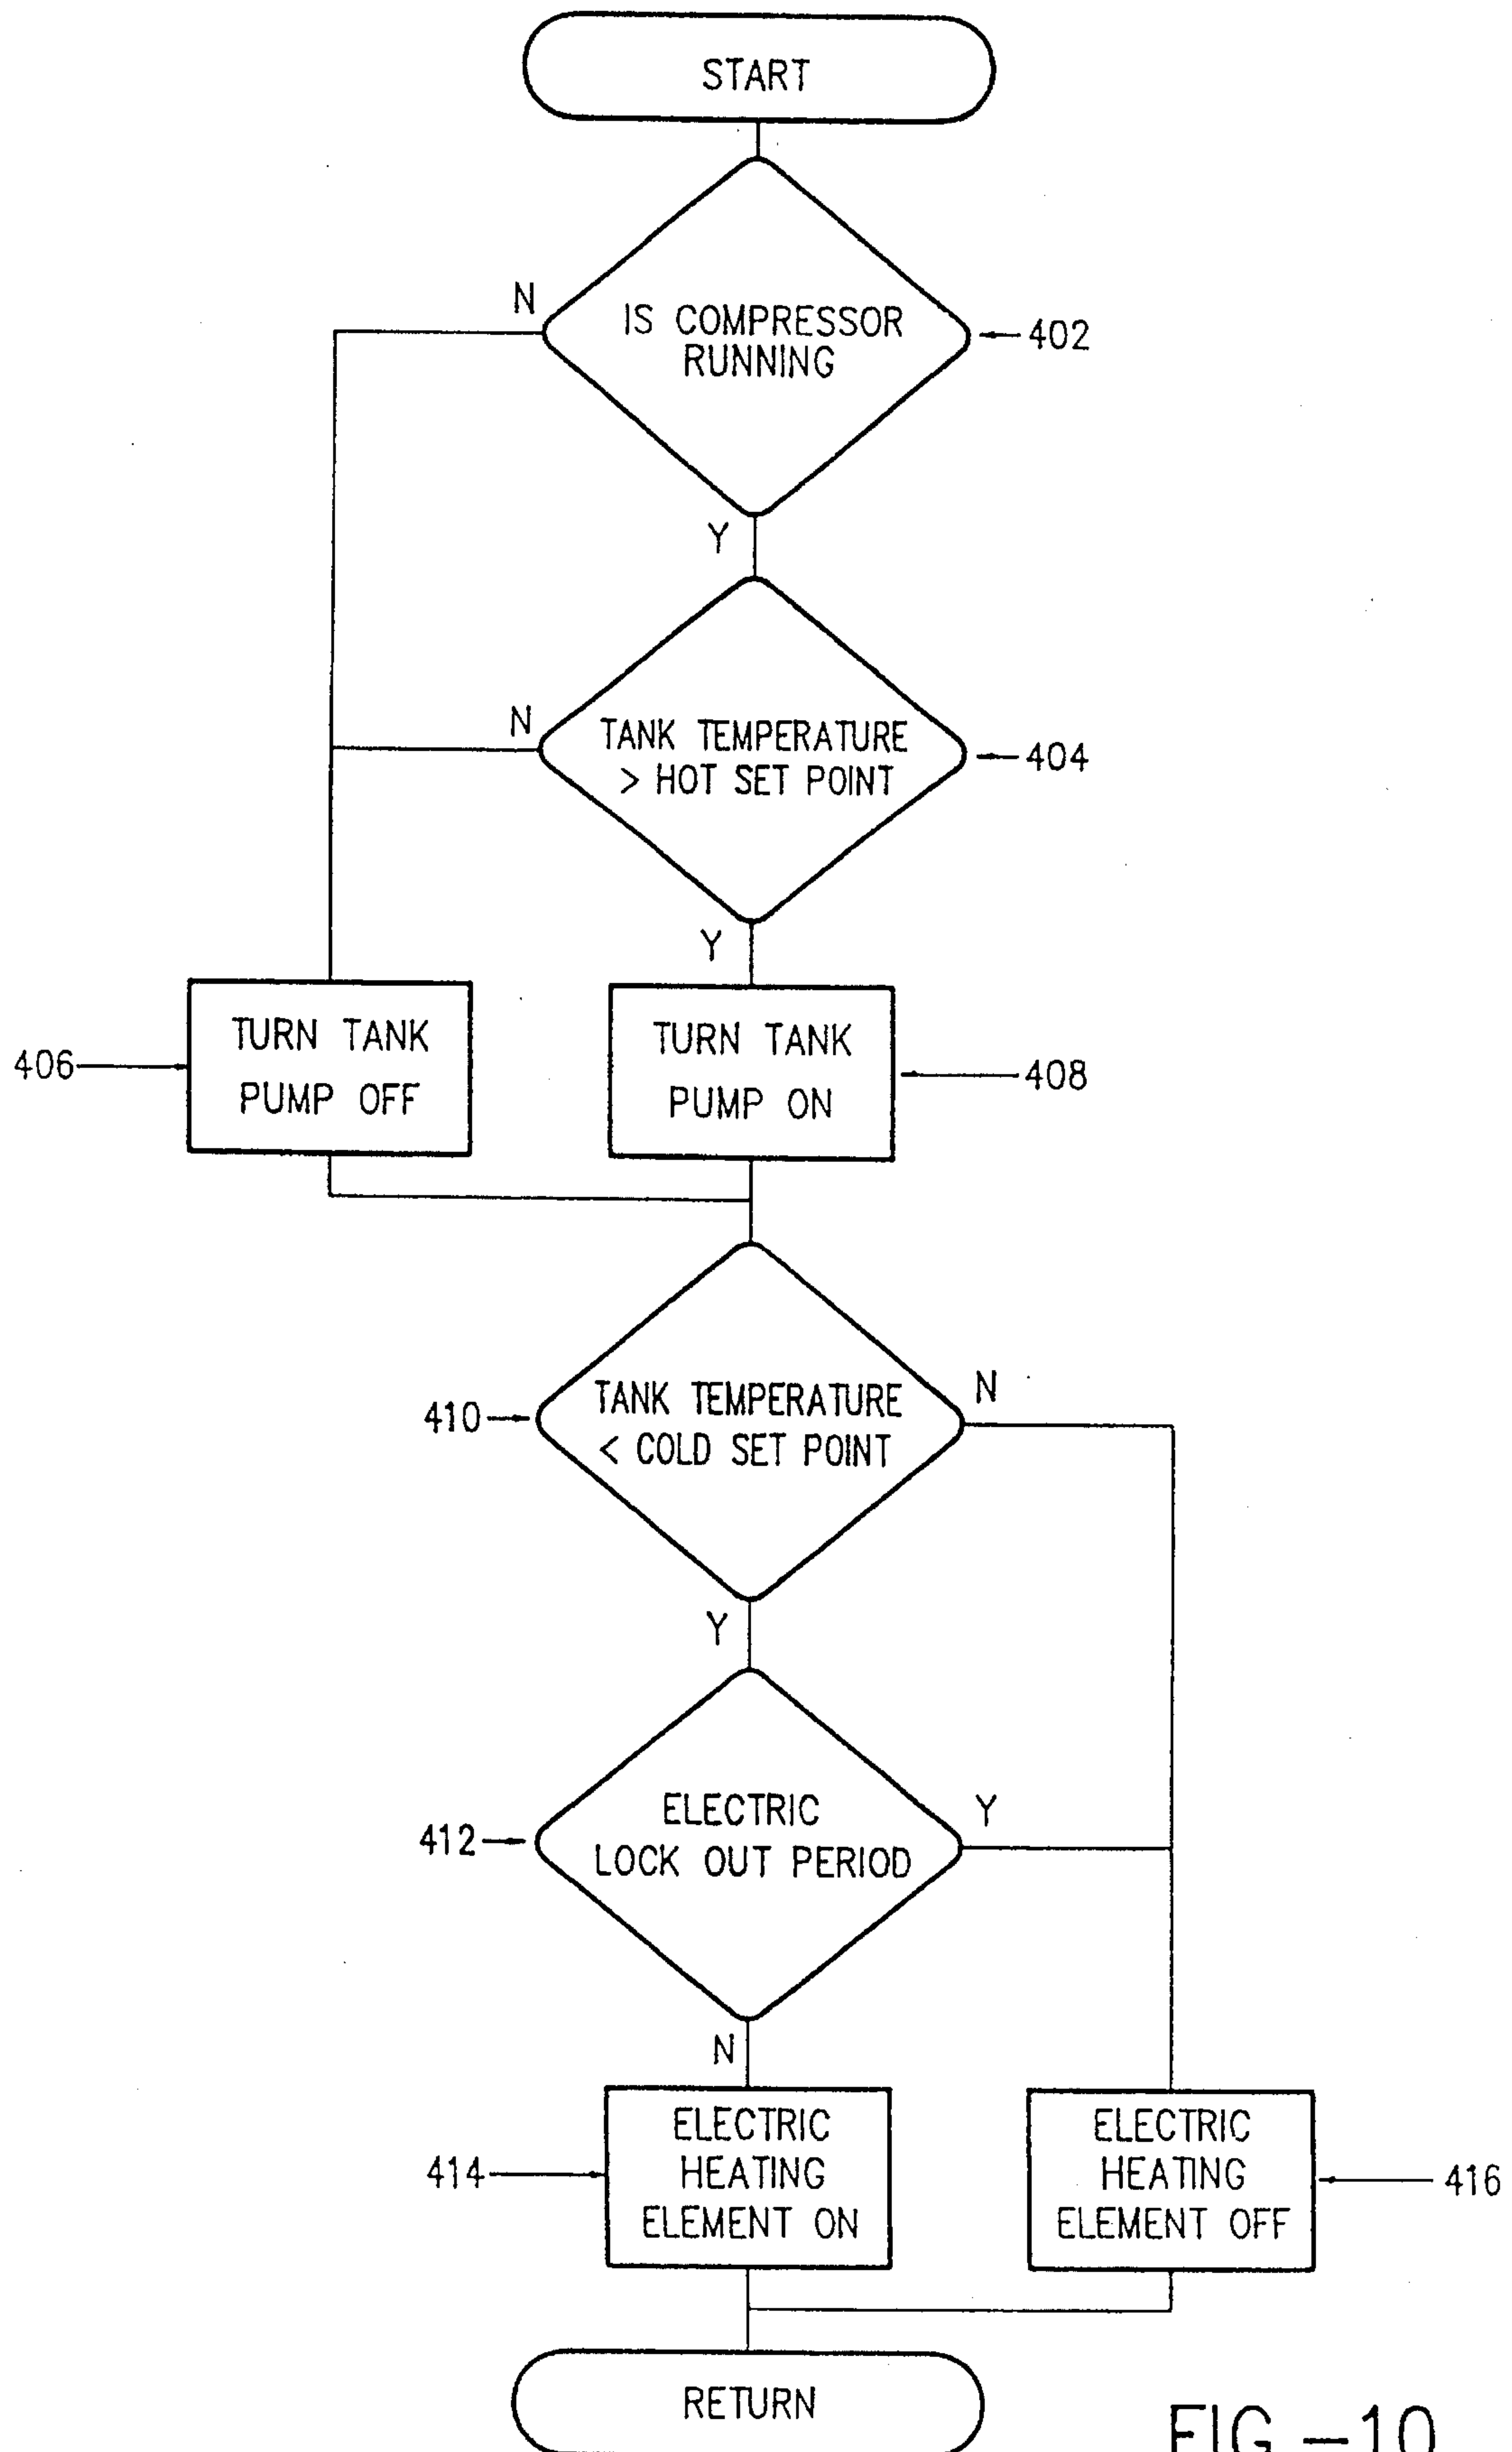 START
N
IS COMPRESSOR
RUNNING
402
Y
N
TANK TEMPERATURE
> HOT SET POINT
404
Y
406
TURN TANK
PUMP OFF
TURN TANK
PUMP ON
408
410
TANK TEMPERATURE
< COLD SET POINT
N
Y
412
ELECTRIC
LOCK OUT PERIOD
Y
N
414
ELECTRIC
HEATING
ELEMENT ON
ELECTRIC
HEATING
ELEMENT OFF
416
RETURN
FIG.-10